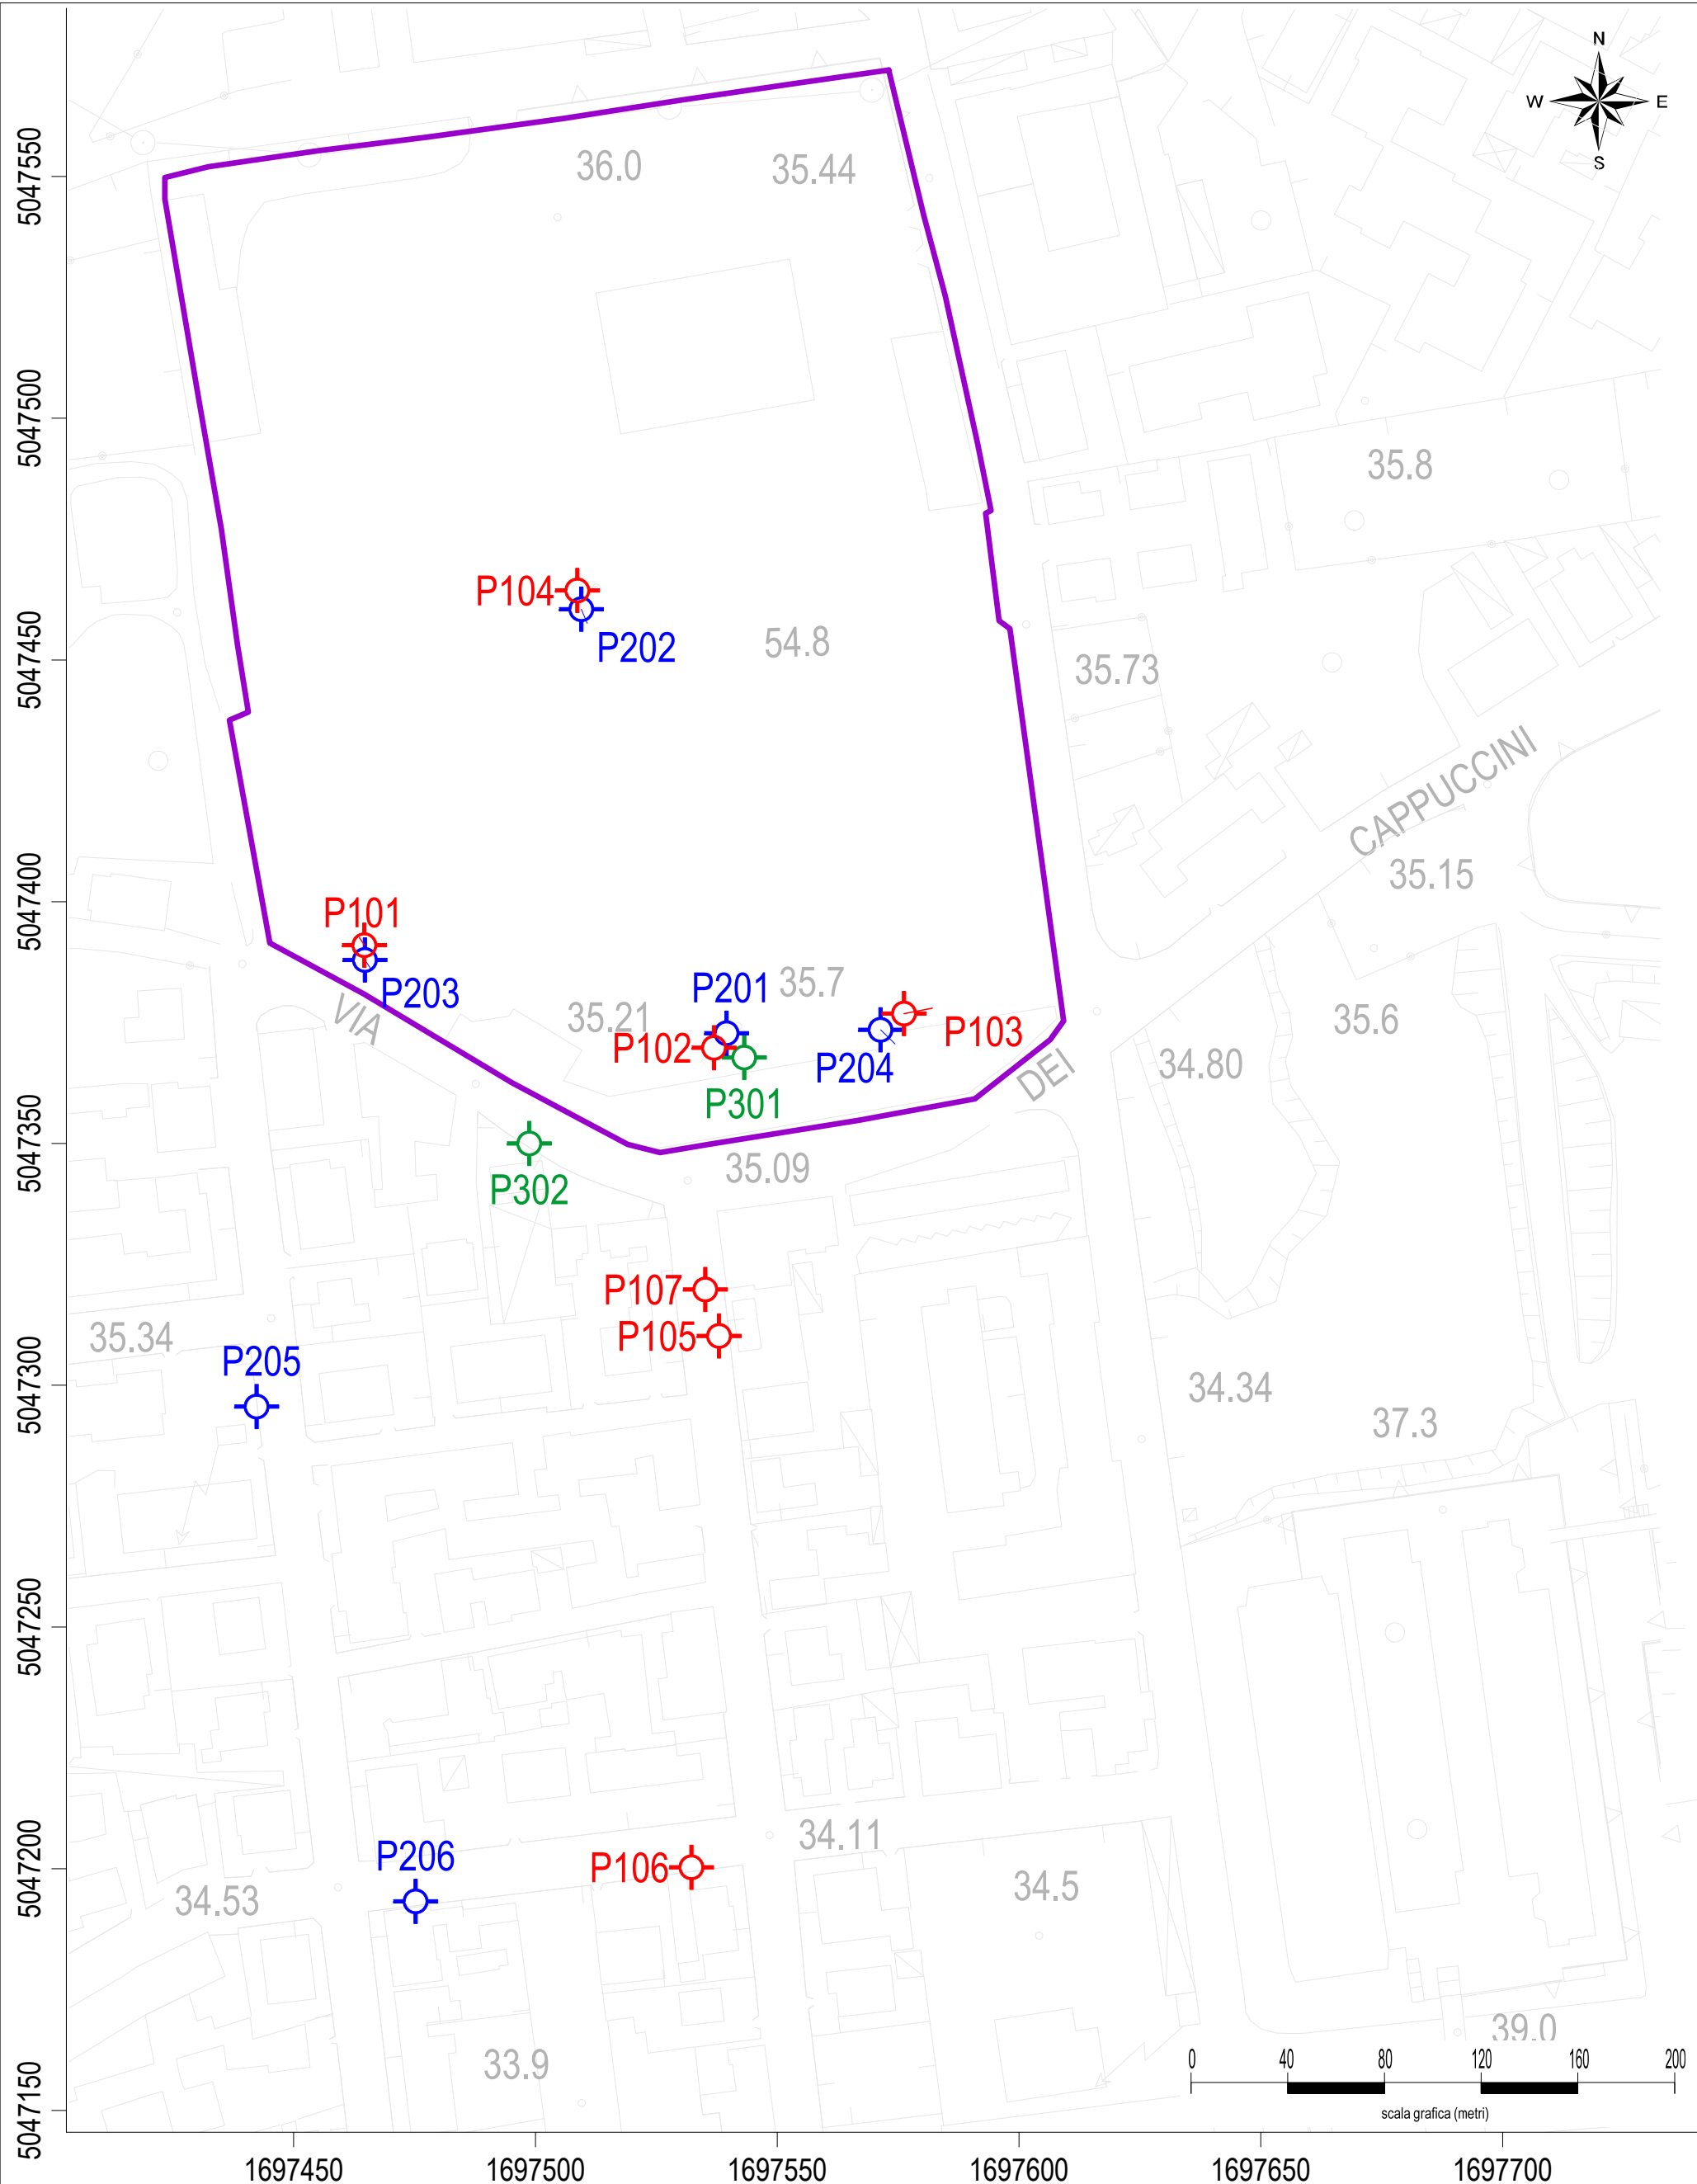 N
W E
S
5047550
36.0 35.44
5047500
35.8
P104
P202
5047450
54.8
35.73
CAPPUCCINI
35.15
5047400
P101
P203
VIA
P201
35.7
35.21
P102
P103
P204
P301
DEI
35.6
34.80
5047350
35.09
P302
P107
P105
35.34
P205
5047300
34.34
37.3
5047250
34.11
P206
P106
5047200
34.53
34.5
39.0
33.9
0 40 80 120 160 200
scala grafica (metri)
5047150
1697450 1697500 1697550 1697600 1697650 1697700